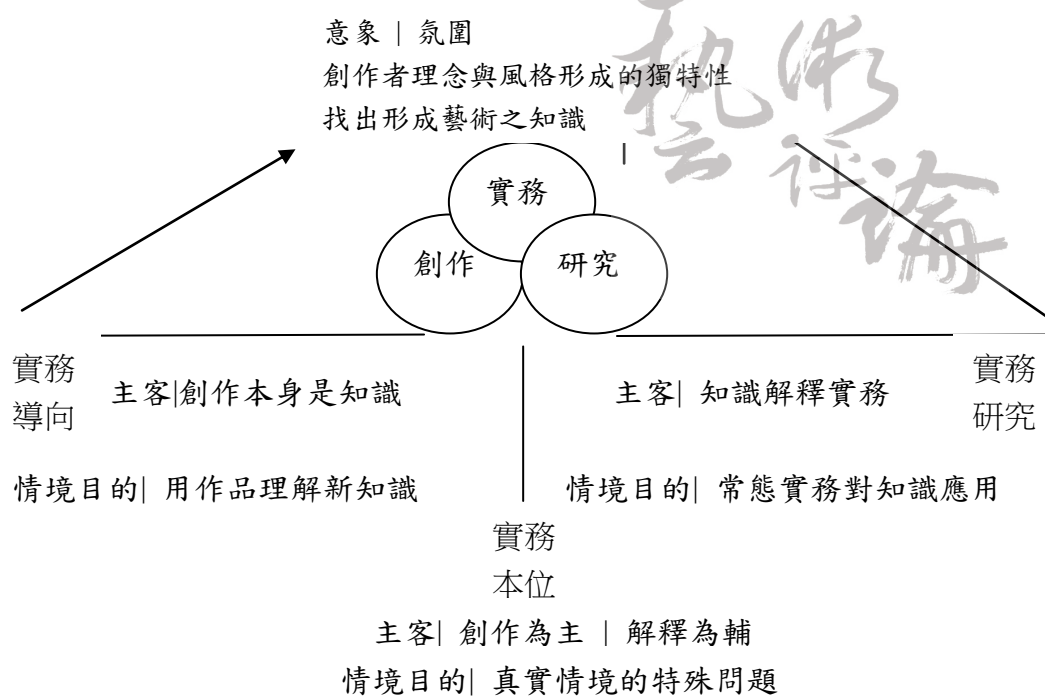 意象 | 氛圍
創作者理念與風格形成的獨特性
找出形成藝術之知識
藝術
評論
實務
創作
研究
實務
導向
主客|創作本身是知識
主客| 知識解釋實務
實務
研究
情境目的| 用作品理解新知識
情境目的| 常態實務對知識應用
實務
本位
主客| 創作為主 | 解釋為輔
情境目的| 真實情境的特殊問題